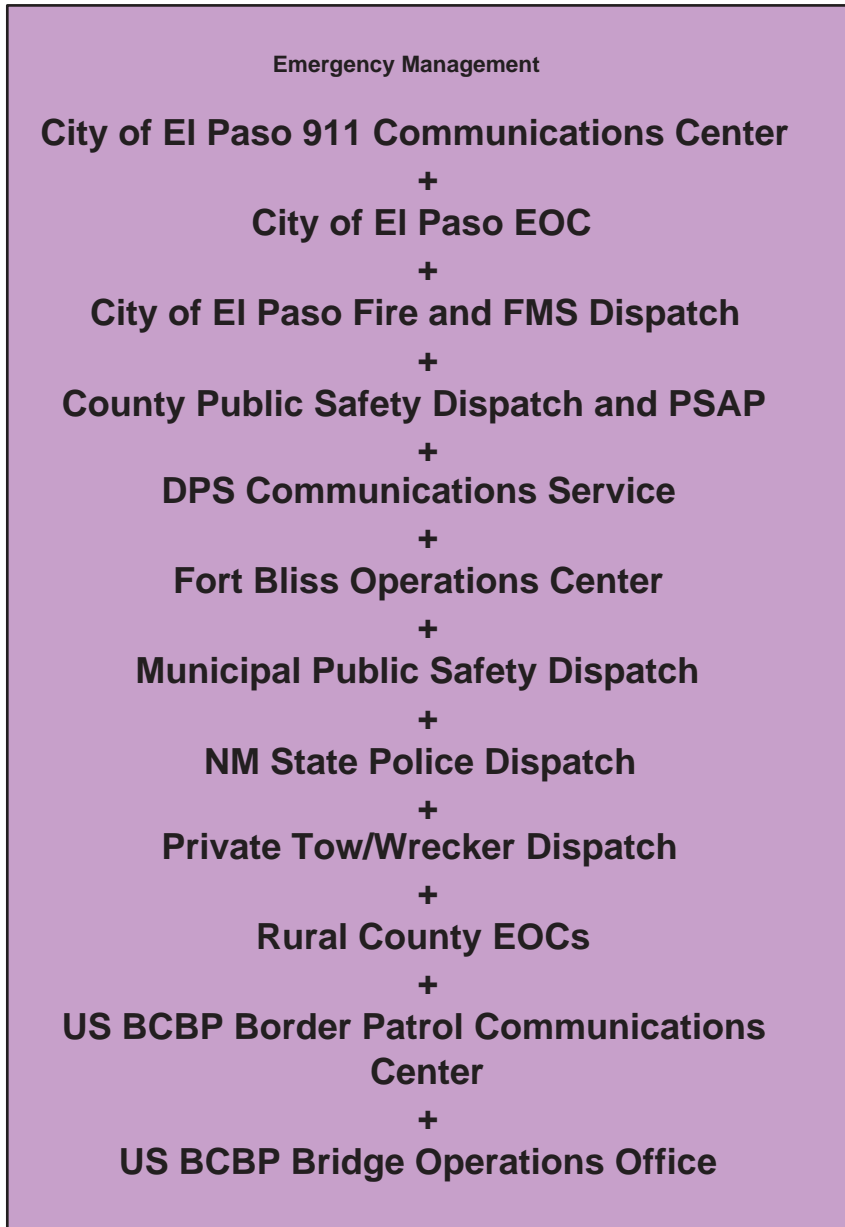 Emergency Management
City of El Paso 911 Communications Center
+
City of El Paso EOC
+
City of El Paso Fire and FMS Dispatch
+
County Public Safety Dispatch and PSAP
+
DPS Communications Service
+
Fort Bliss Operations Center
+
Municipal Public Safety Dispatch
+
NM State Police Dispatch
+
Private Tow/Wrecker Dispatch
+
Rural County EOCs
+
US BCBP Border Patrol Communications
Center
+
US BCBP Bridge Operations Office